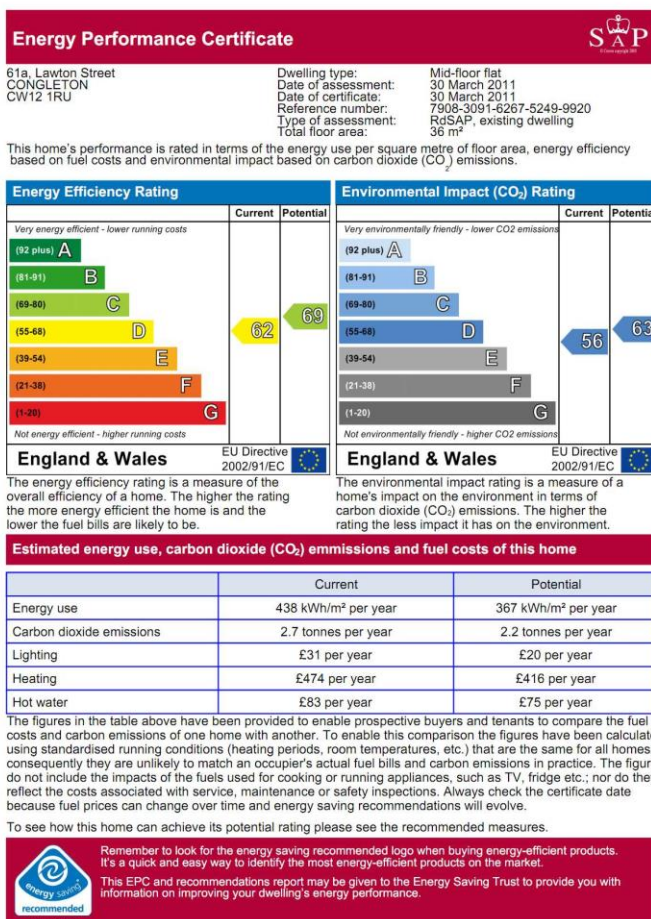 Energy Performance Certificate
SAP
61a, Lawton Street
CONGLETON
CW12 1RU
Dwelling type: Mid-floor flat
Date of assessment: 30 March 2011
Date of certificate: 30 March 2011
Reference number: 7908-3091-6267-5249-9920
Type of assessment: RdSAP, existing dwelling
Total floor area: 36 m²
This home's performance is rated in terms of the energy use per square metre of floor area, energy efficiency
based on fuel costs and environmental impact based on carbon dioxide (CO₂) emissions.
Energy Efficiency Rating
Current Potential
Very energy efficient - lower running costs
(92 plus) A
(81-91) B
(69-80) C
(55-68) D
(39-54) E
(21-38) F
(1-20) G
62
69
Not energy efficient - higher running costs
England & Wales
EU Directive
2002/91/EC
The energy efficiency rating is a measure of the
overall efficiency of a home. The higher the rating
the more energy efficient the home is and the
lower the fuel bills are likely to be.
Environmental Impact (CO₂) Rating
Current Potentia
Very environmentally friendly - lower CO2 emissions
(92 plus) A
(81-91) B
(69-80) C
(55-68) D
(39-54) E
(21-38) F
(1-20) G
56
63
Not environmentally friendly - higher CO2 emissions
England & Wales
EU Directive
2002/91/EC
The environmental impact rating is a measure of a
home's impact on the environment in terms of
carbon dioxide (CO₂) emissions. The higher the
rating the less impact it has on the environment.
Estimated energy use, carbon dioxide (CO₂) emmissions and fuel costs of this home
Current Potential
Energy use 438 kWh/m² per year 367 kWh/m² per year
Carbon dioxide emissions 2.7 tonnes per year 2.2 tonnes per year
Lighting £31 per year £20 per year
Heating £474 per year £416 per year
Hot water £83 per year £75 per year
The figures in the table above have been provided to enable prospective buyers and tenants to compare the fuel
costs and carbon emissions of one home with another. To enable this comparison the figures have been calculate
using standardised running conditions (heating periods, room temperatures, etc.) that are the same for all homes
consequently they are unlikely to match an occupier's actual fuel bills and carbon emissions in practice. The figur
do not include the impacts of the fuels used for cooking or running appliances, such as TV, fridge etc.; nor do the
reflect the costs associated with service, maintenance or safety inspections. Always check the certificate date
because fuel prices can change over time and energy saving recommendations will evolve.
To see how this home can achieve its potential rating please see the recommended measures.
energy saving
recommended
Remember to look for the energy saving recommended logo when buying energy-efficient products.
It's a quick and easy way to identify the most energy-efficient products on the market.
This EPC and recommendations report may be given to the Energy Saving Trust to provide you with
information on improving your dwelling's energy performance.